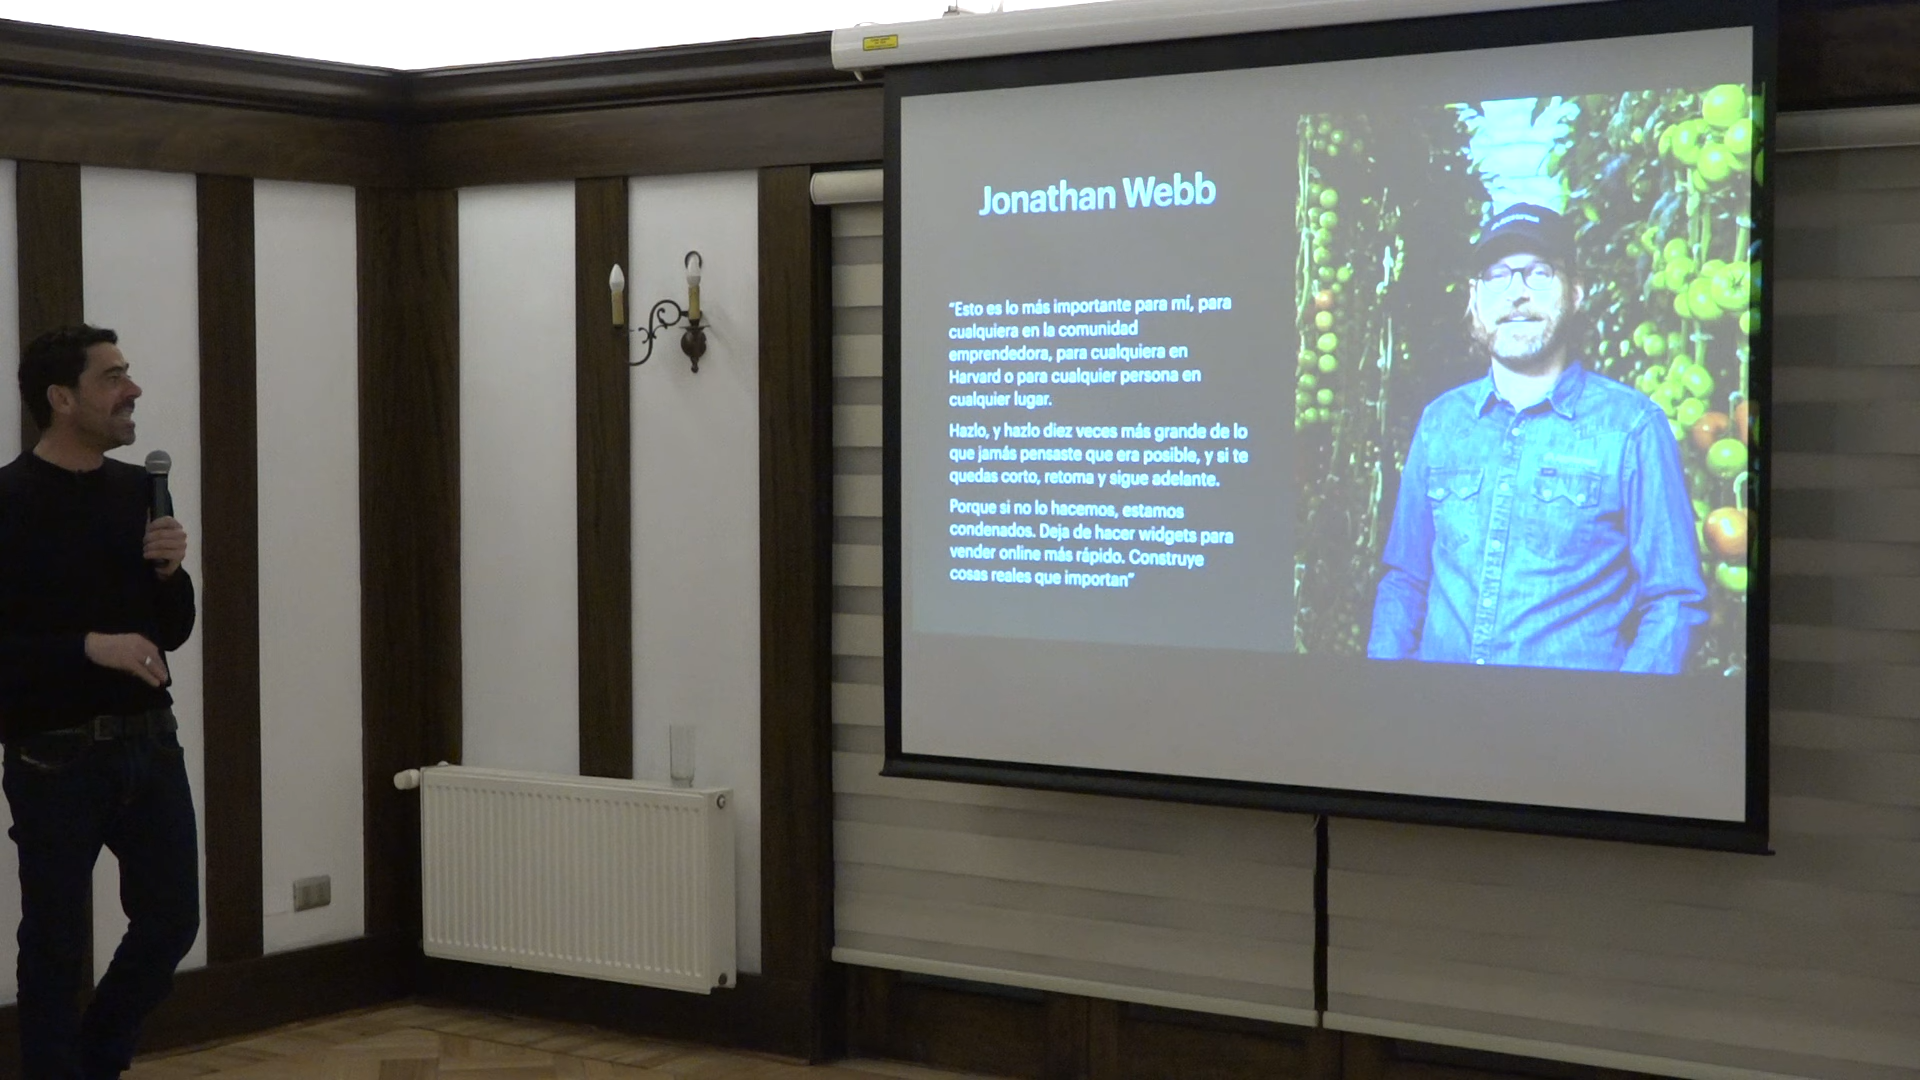 Jonathan Webb
“Esto es lo más importante para mí, para
cualquiera en la comunidad
emprendedora, para cualquiera en
Harvard o para cualquier persona en
cualquier lugar.
Hazlo, y hazlo diez veces más grande de lo
que jamás pensaste que era posible, y si te
quedas corto, retoma y sigue adelante.
Porque si no lo hacemos, estamos
condenados. Deja de hacer widgets para
vender online más rápido. Construye
cosas reales que importan”